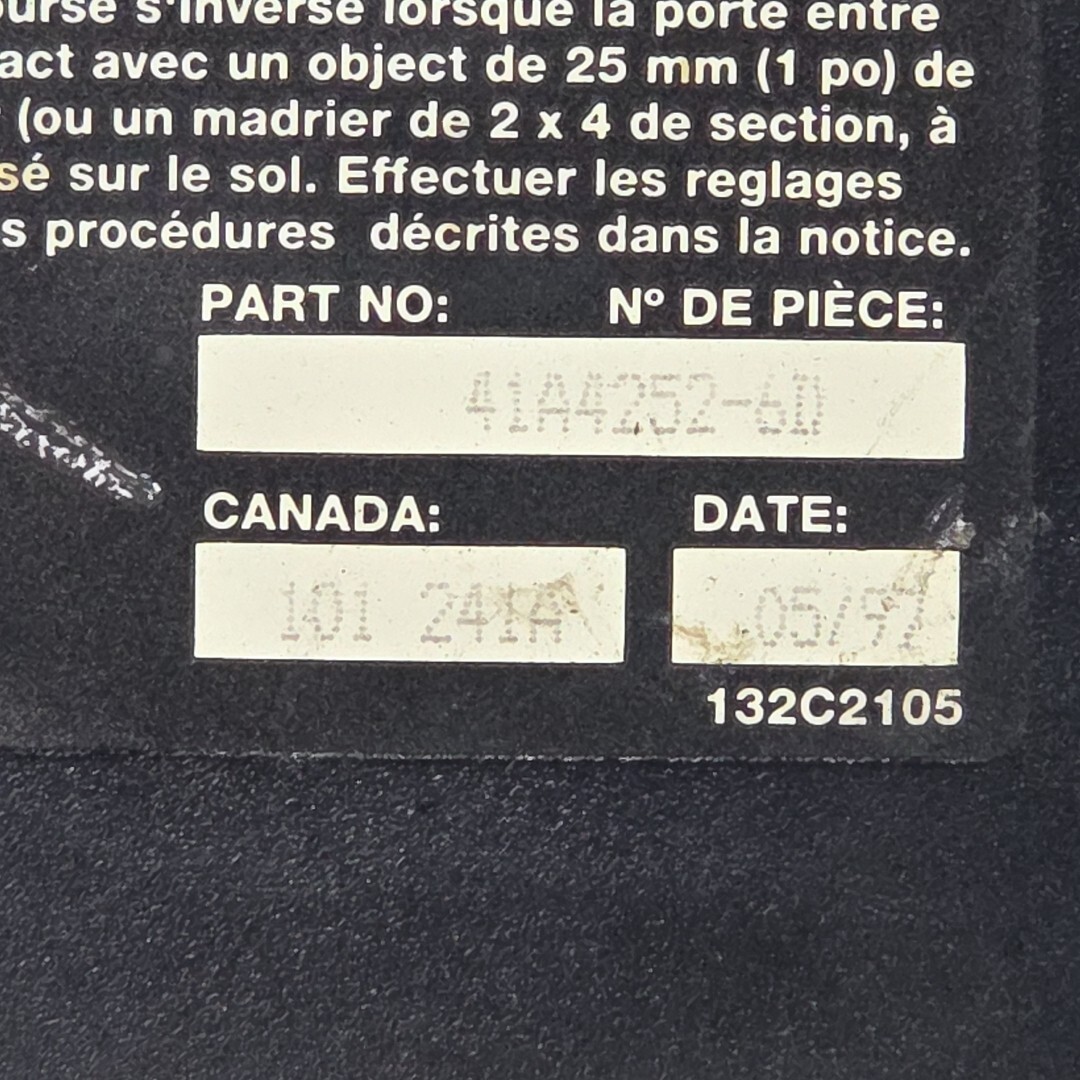 ourse s'inverse lorsque la porte entre
act avec un object de 25 mm (1 po) de
(ou un madrier de 2 x 4 de section, à
sé sur le sol. Effectuer les reglages
s procédures décrites dans la notice.
PART NO: Nº DE PIÈCE:
41A4252-6D
CANADA: DATE:
101 241A 05/97
132C2105